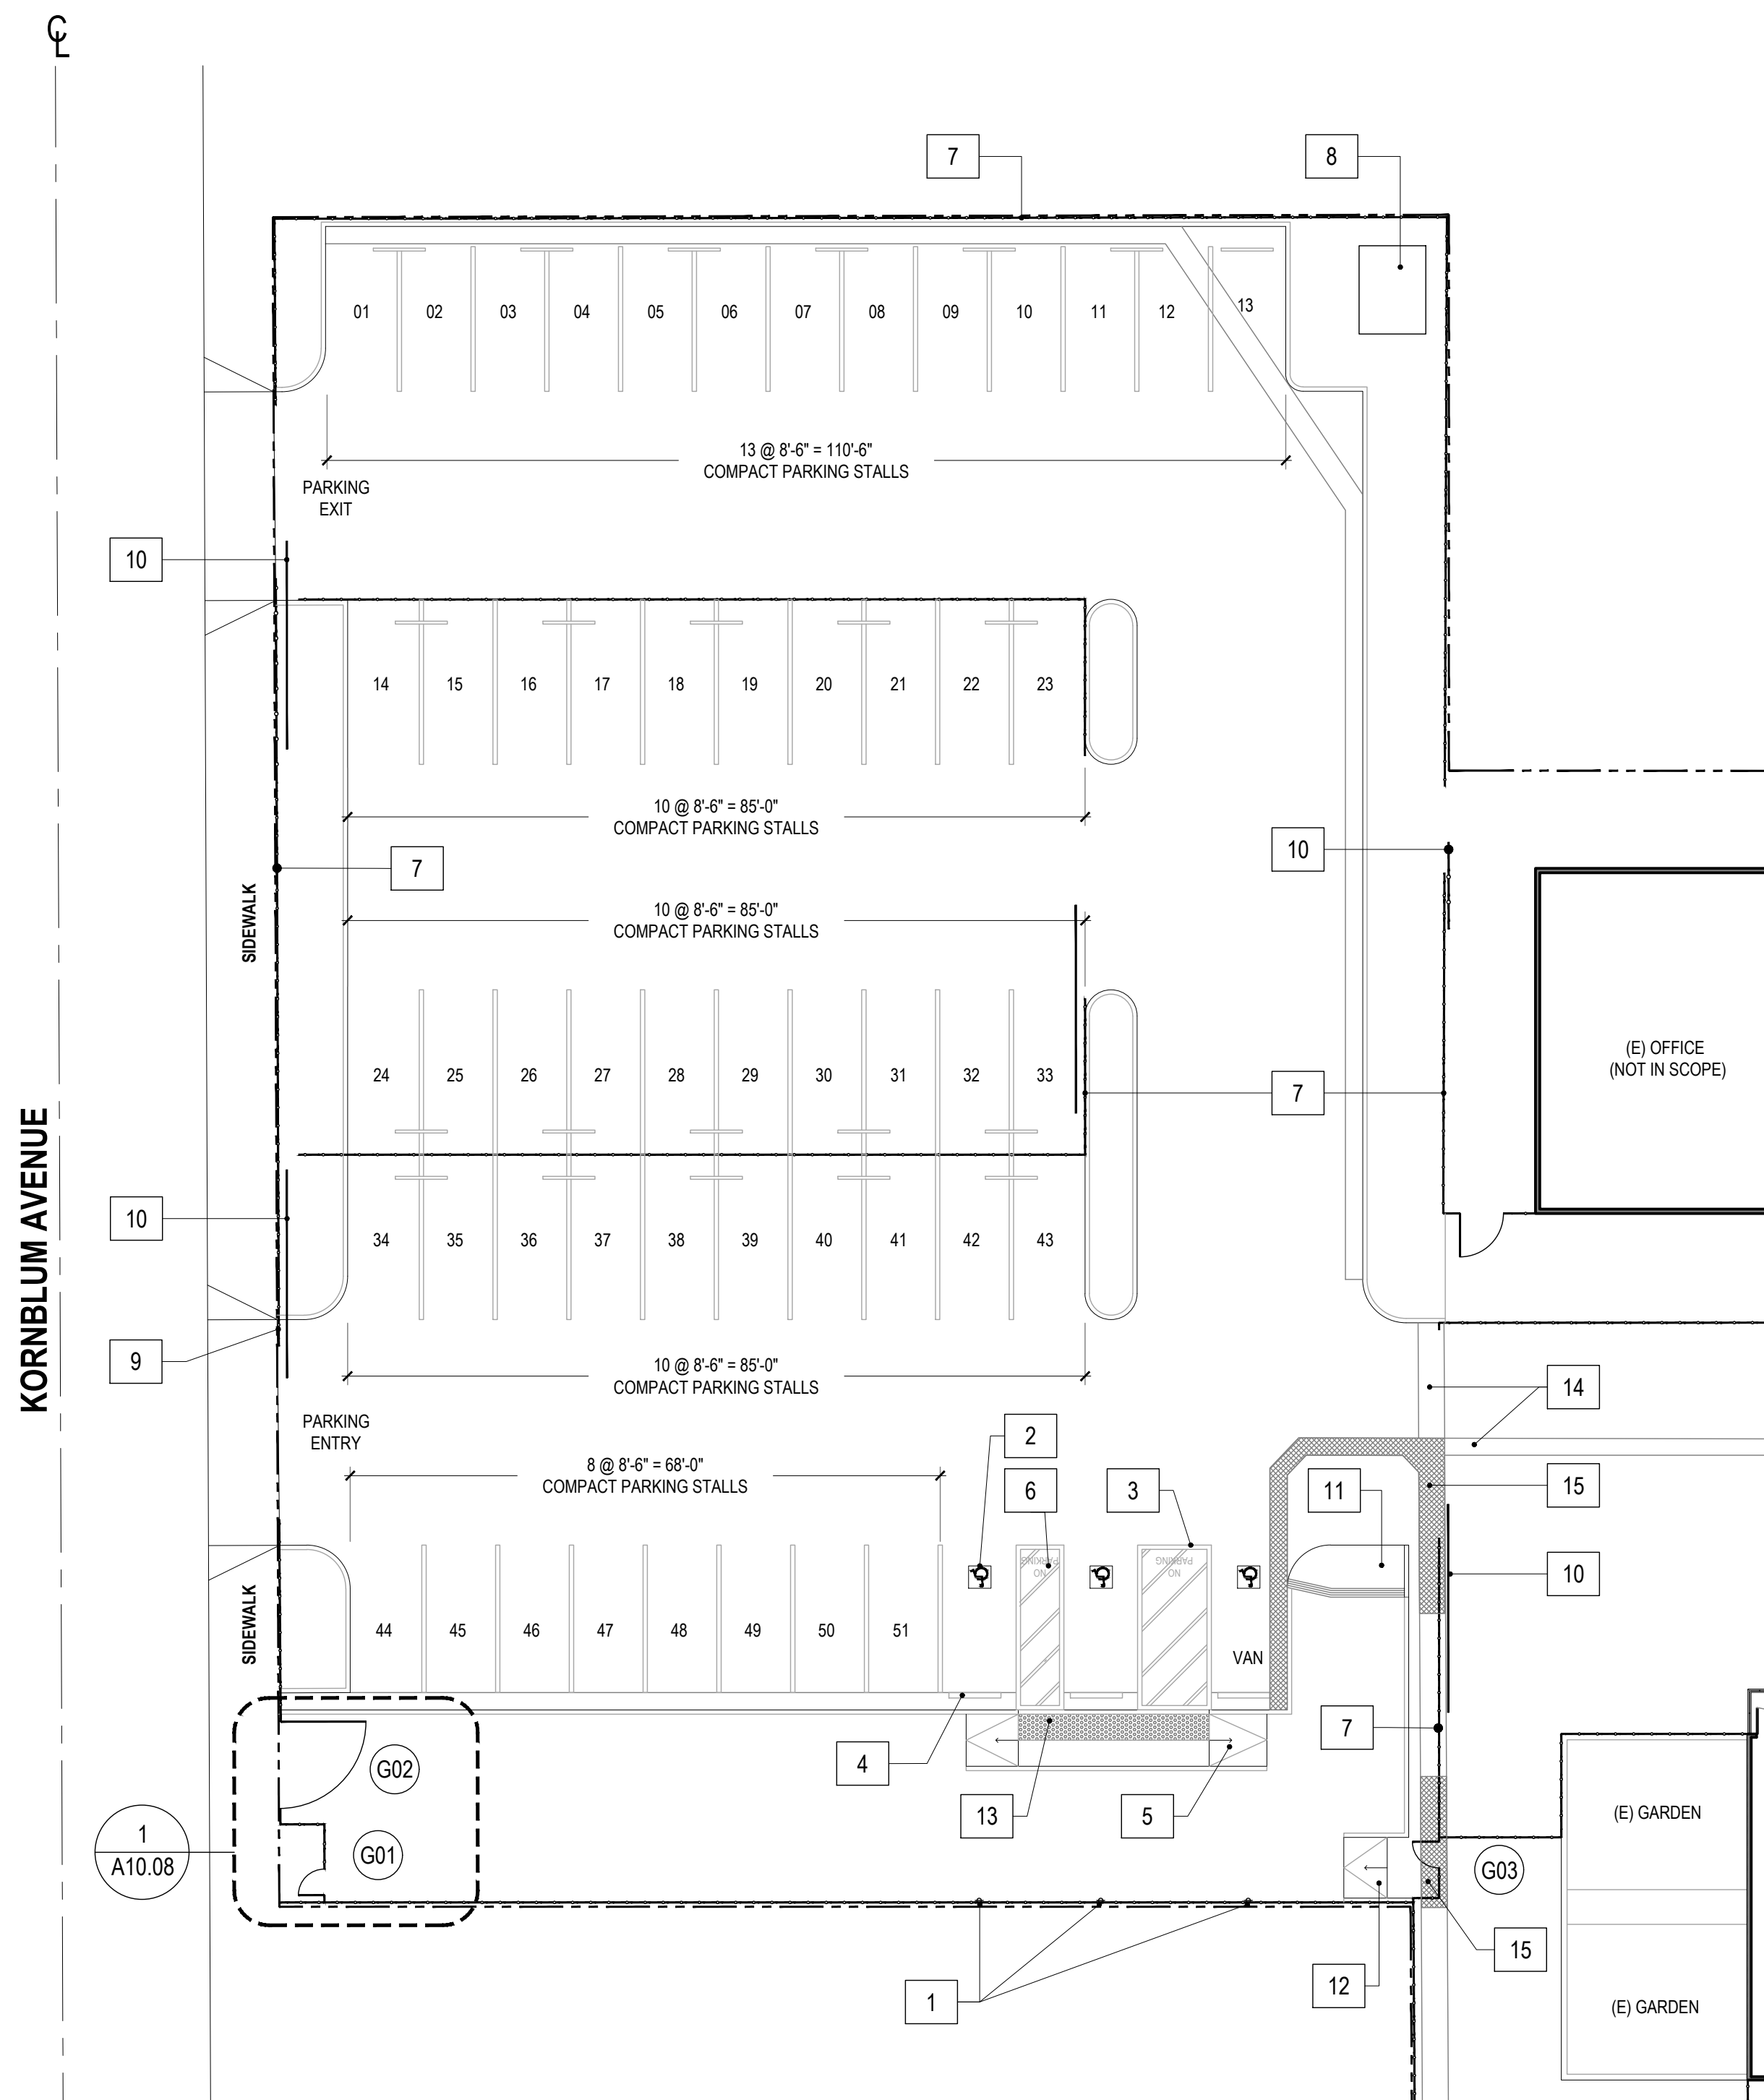 CL
7
8
01 02 03 04 05 06 07 08 09 10 11 12 13
13 @ 8'-6" = 110'-6"
COMPACT PARKING STALLS
PARKING
EXIT
10
14 15 16 17 18 19 20 21 22 23
10 @ 8'-6" = 85'-0"
COMPACT PARKING STALLS
7
10
SIDEWALK
10 @ 8'-6" = 85'-0"
COMPACT PARKING STALLS
(E) OFFICE
(NOT IN SCOPE)
24 25 26 27 28 29 30 31 32 33
7
KORNBLUM AVENUE
10
34 35 36 37 38 39 40 41 42 43
9
10 @ 8'-6" = 85'-0"
COMPACT PARKING STALLS
14
PARKING
ENTRY
2
8 @ 8'-6" = 68'-0"
COMPACT PARKING STALLS
6
3
11
15
NO
PARKING
NO
PARKING
10
SIDEWALK
44 45 46 47 48 49 50 51
VAN
7
4
G02
13
5
(E) GARDEN
1
A10.08
G01
G03
15
12
1
(E) GARDEN